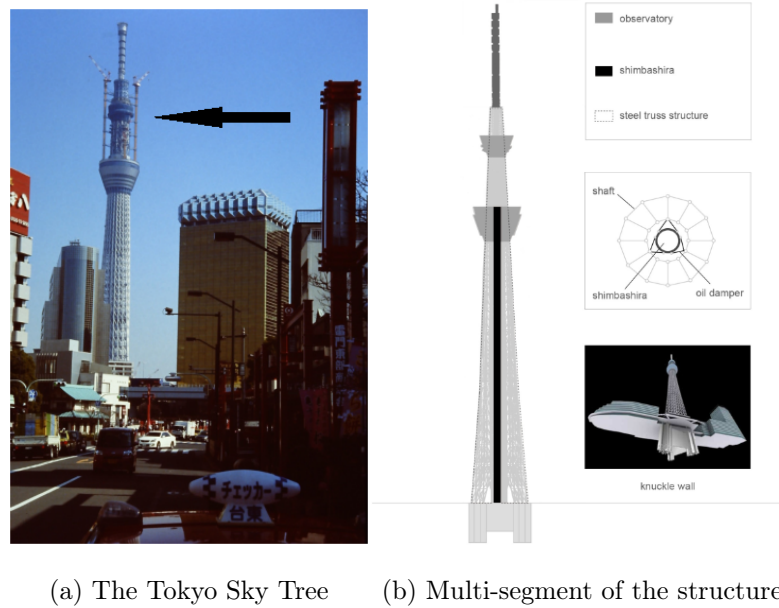 チェッカー
台東
observatory
shimbashira
steel truss structure
shaft
shimbashira
oil damper
knuckle wall
(a) The Tokyo Sky Tree
(b) Multi-segment of the structure